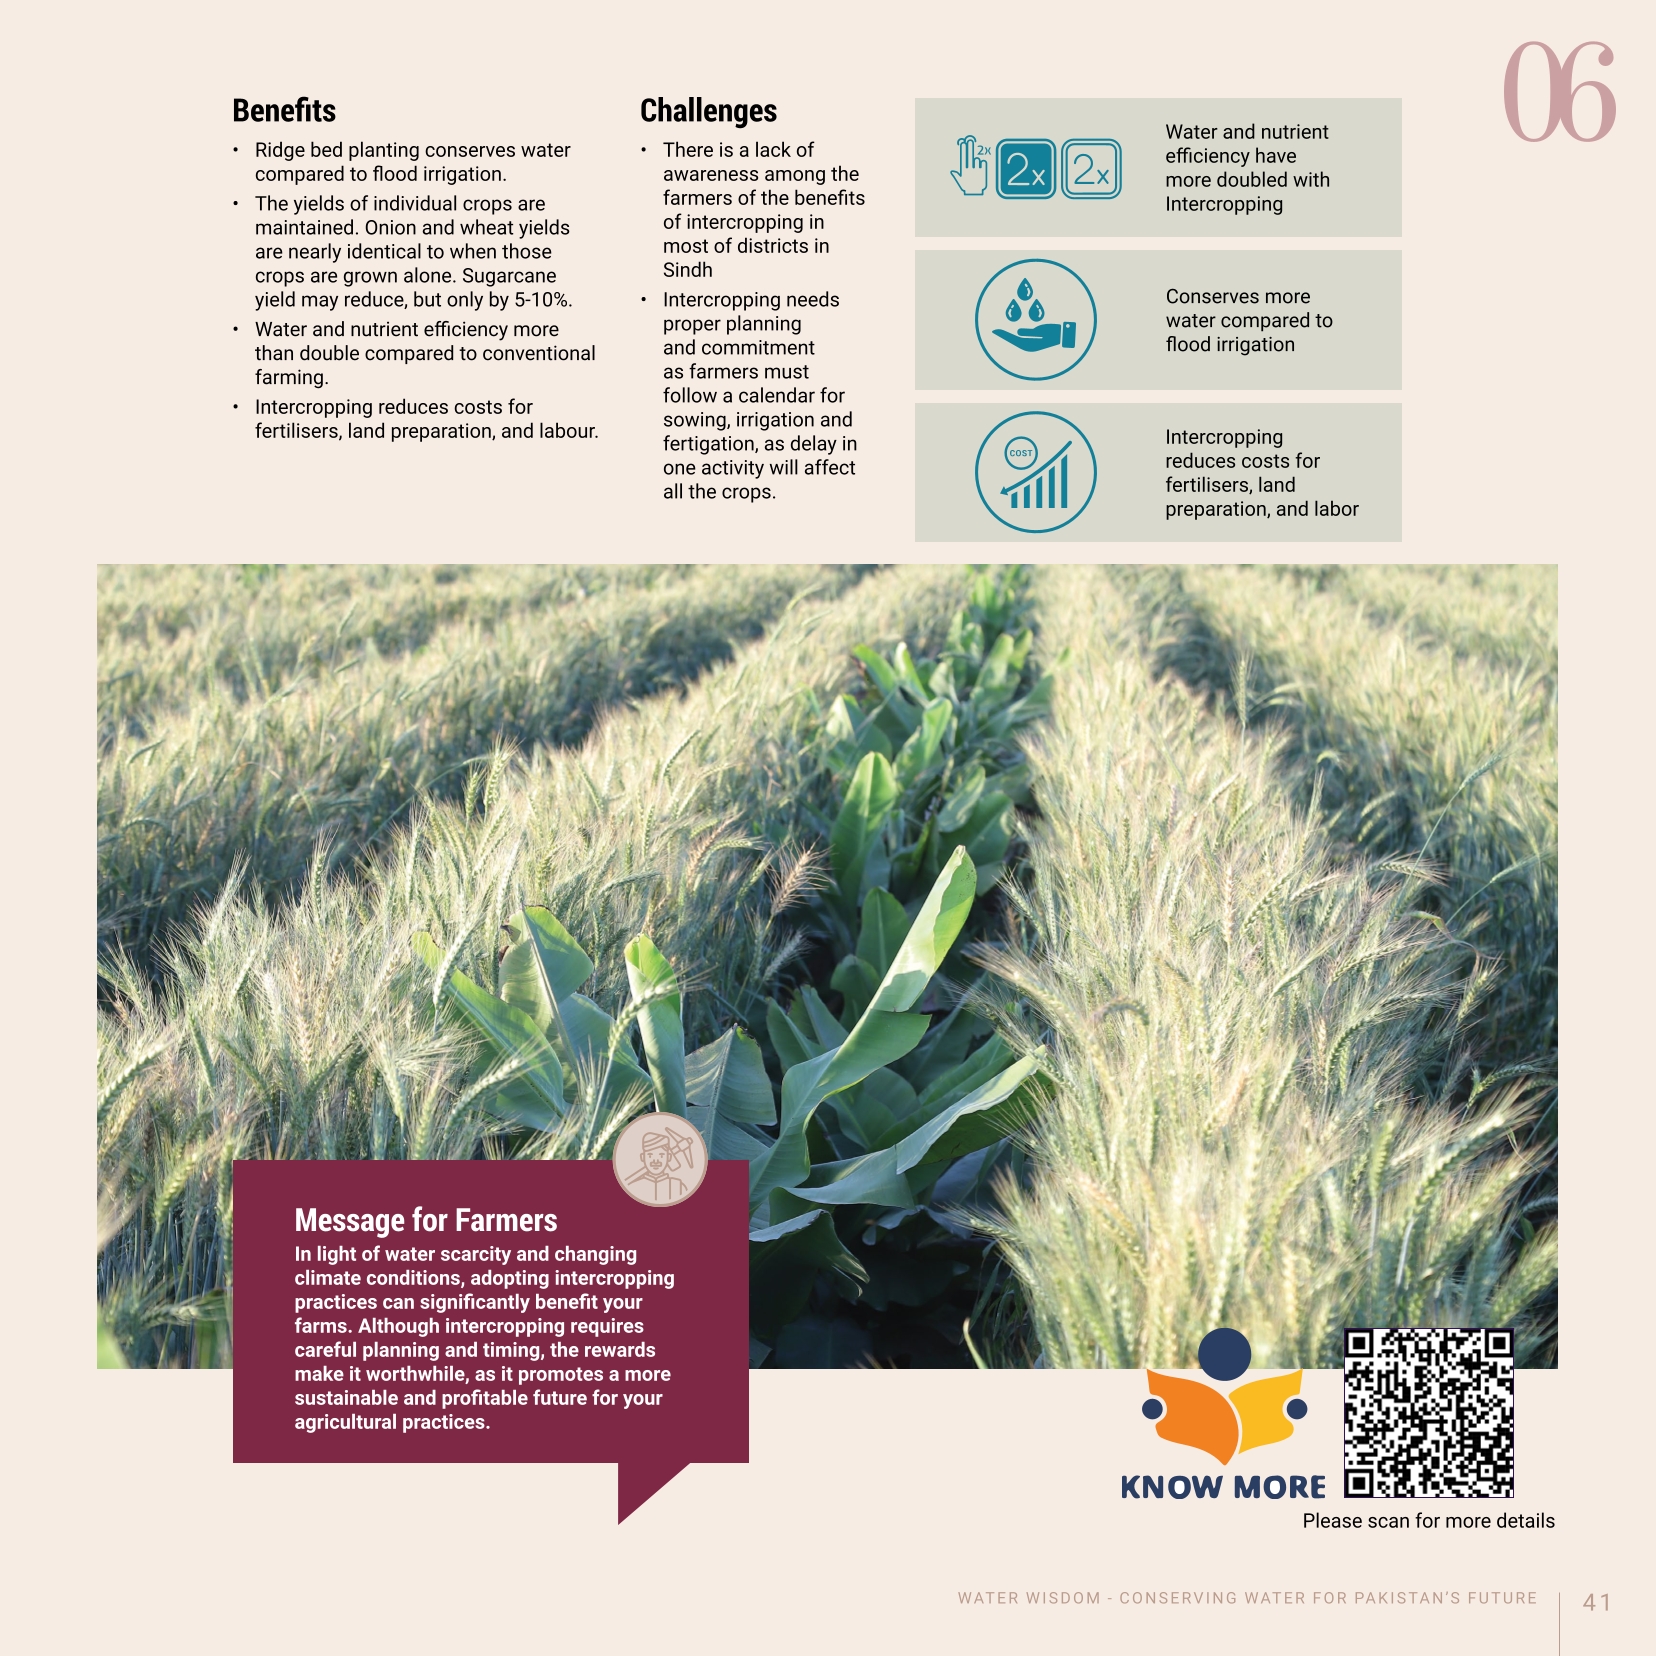 06
Benefits
• Ridge bed planting conserves water
compared to flood irrigation.
• The yields of individual crops are
maintained. Onion and wheat yields
are nearly identical to when those
crops are grown alone. Sugarcane
yield may reduce, but only by 5-10%.
• Water and nutrient efficiency more
than double compared to conventional
farming.
• Intercropping reduces costs for
fertilisers, land preparation, and labour.
Challenges
• There is a lack of
awareness among the
farmers of the benefits
of intercropping in
most of districts in
Sindh
• Intercropping needs
proper planning
and commitment
as farmers must
follow a calendar for
sowing, irrigation and
fertigation, as delay in
one activity will affect
all the crops.
2x
2x
2x
Water and nutrient
efficiency have
more doubled with
Intercropping
Conserves more
water compared to
flood irrigation
COST
Intercropping
reduces costs for
fertilisers, land
preparation, and labor
Message for Farmers
In light of water scarcity and changing
climate conditions, adopting intercropping
practices can significantly benefit your
farms. Although intercropping requires
careful planning and timing, the rewards
make it worthwhile, as it promotes a more
sustainable and profitable future for your
agricultural practices.
KNOW MORE
Please scan for more details
WATER WISDOM - CONSERVING WATER FOR PAKISTAN'S FUTURE
41